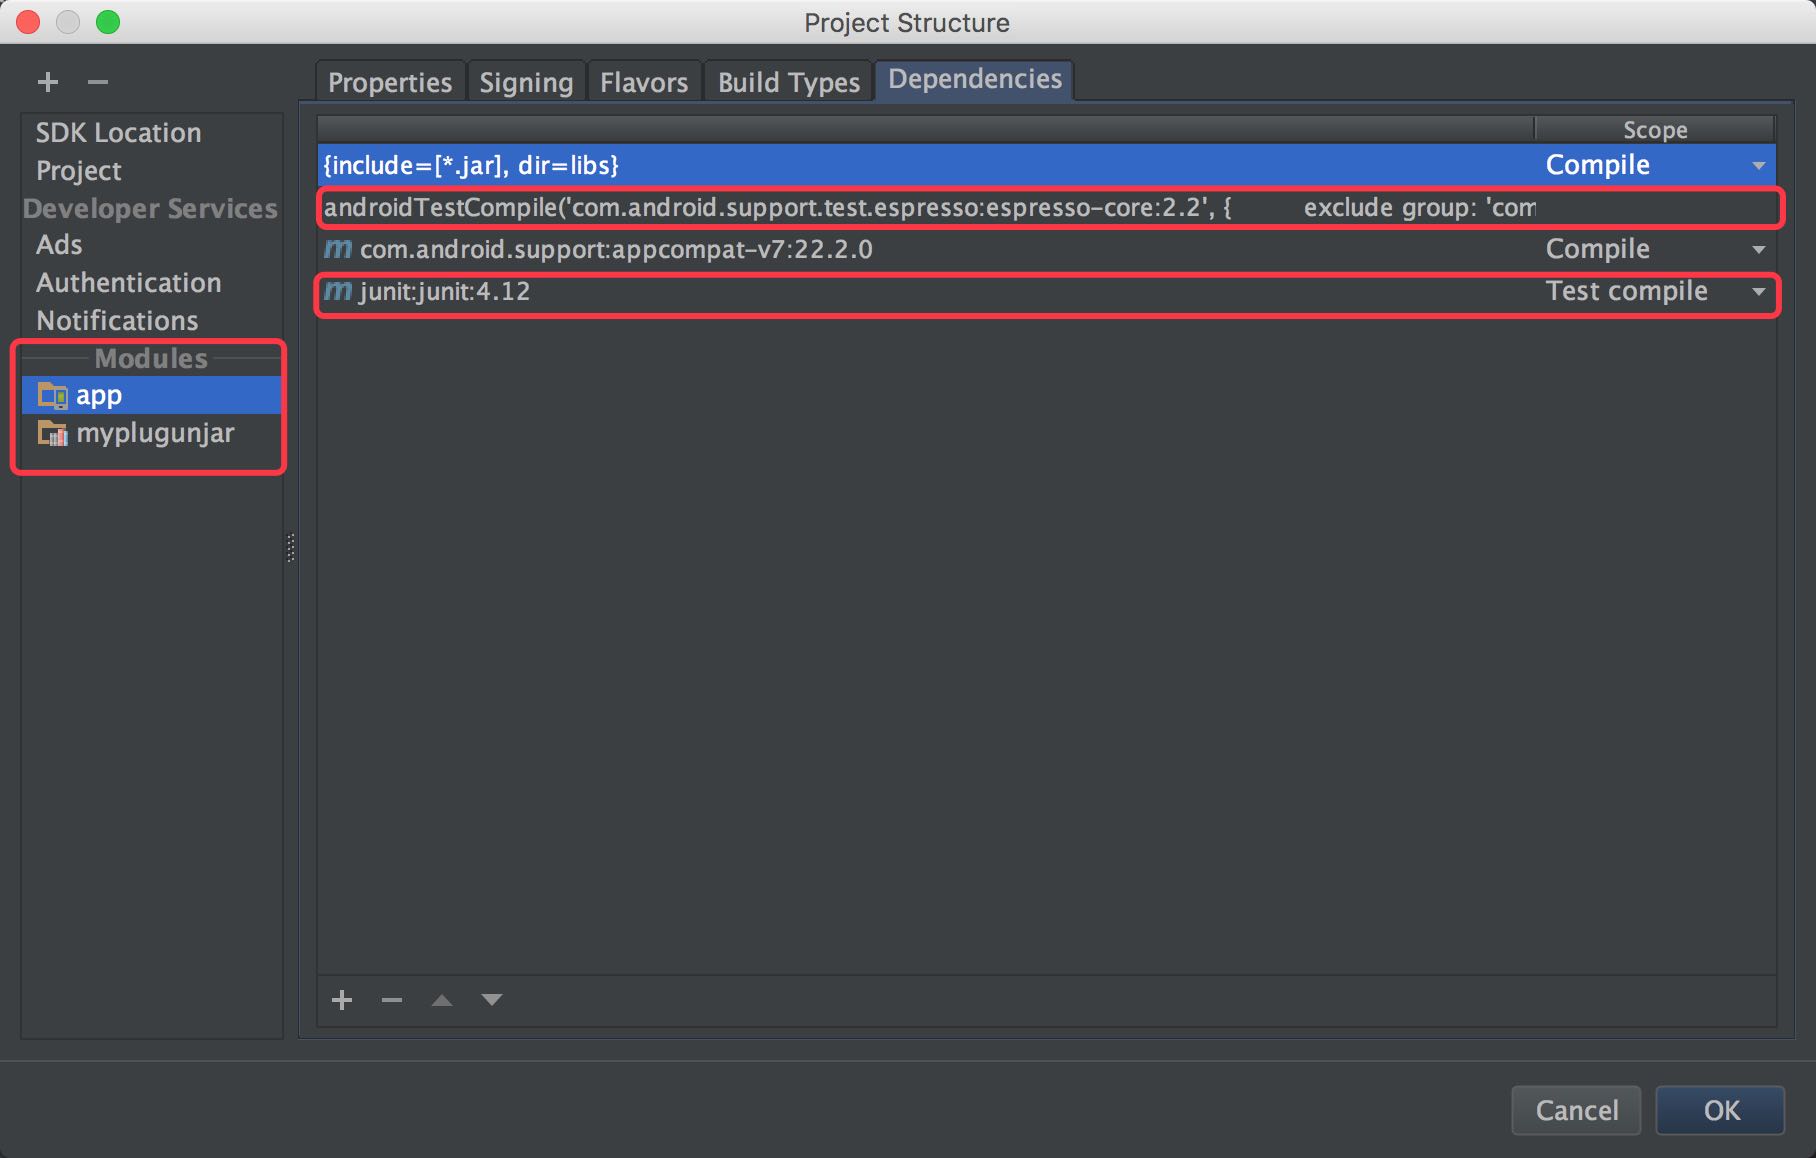 Project Structure
Properties Signing Flavors Build Types Dependencies
SDK Location
Project
Developer Services
Ads
Authentication
Notifications
Modules
app
myplugunjar
Scope
{include=[*.jar], dir=libs} Compile
androidTestCompile('com.android.support.test.espresso:espresso-core:2.2', { exclude group: 'com
m com.android.support:appcompat-v7:22.2.0 Compile
m junit:junit:4.12 Test compile
Cancel OK